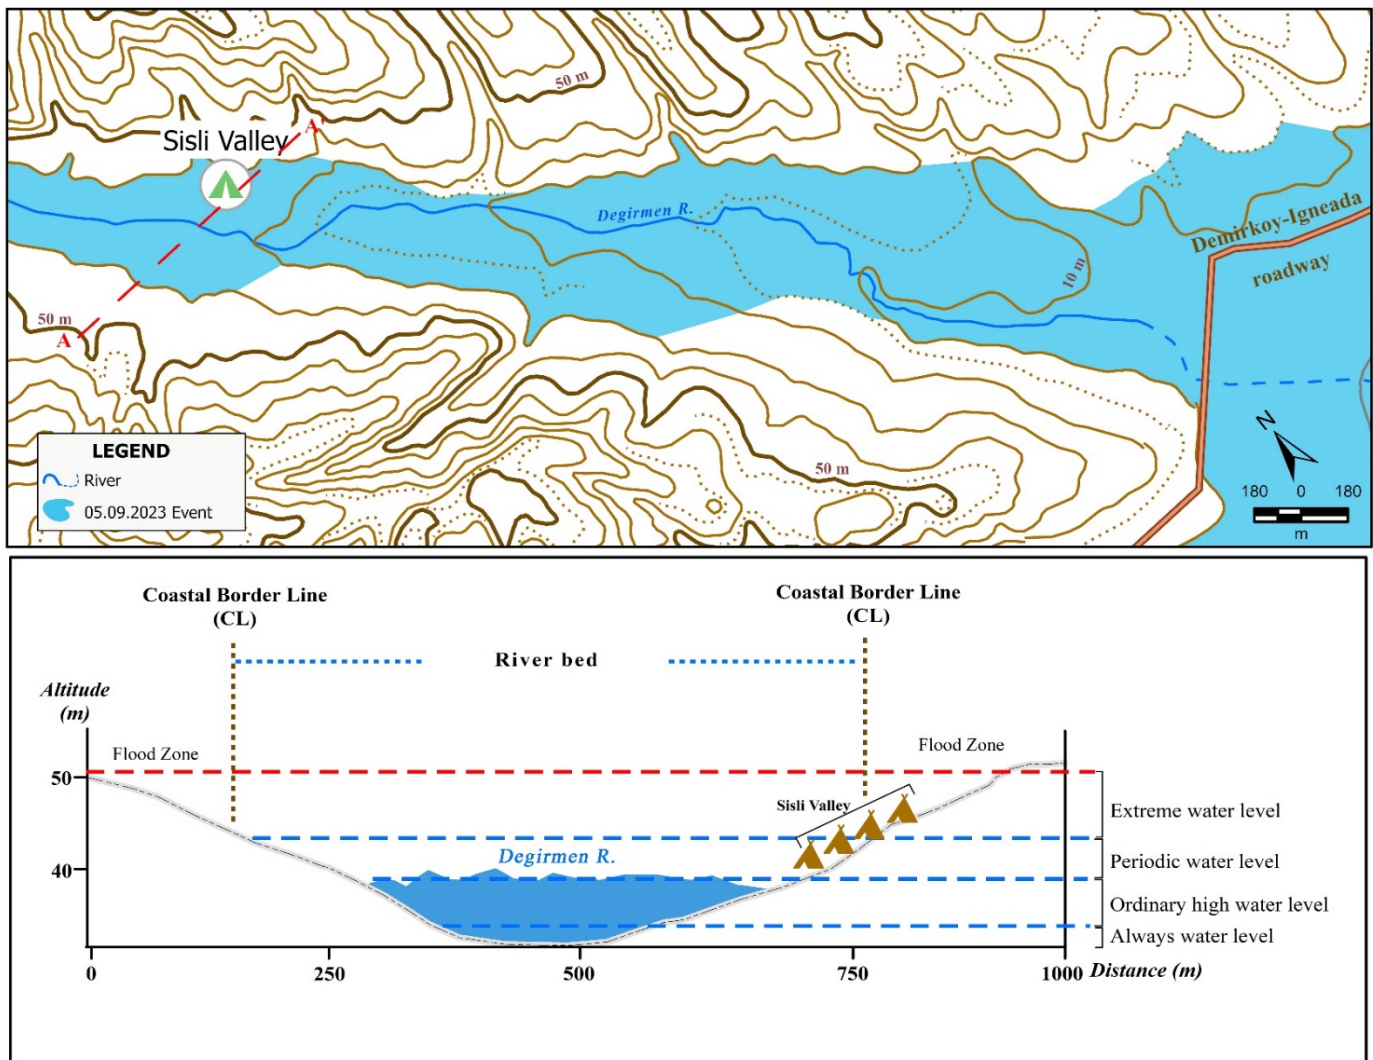 50 m
Sisli Valley
A'
Degirmen R.
Demirkoy-Igneada
roadway
10 m
50 m
A
N
LEGEND
River
05.09.2023 Event
50 m
180 0 180
m
Coastal Border Line
(CL)
Coastal Border Line
(CL)
River bed
Altitude
(m)
Flood Zone
Flood Zone
50
Sisli Valley
Extreme water level
Degirmen R.
Periodic water level
40
Ordinary high water level
Always water level
0 250 500 750 1000 Distance (m)